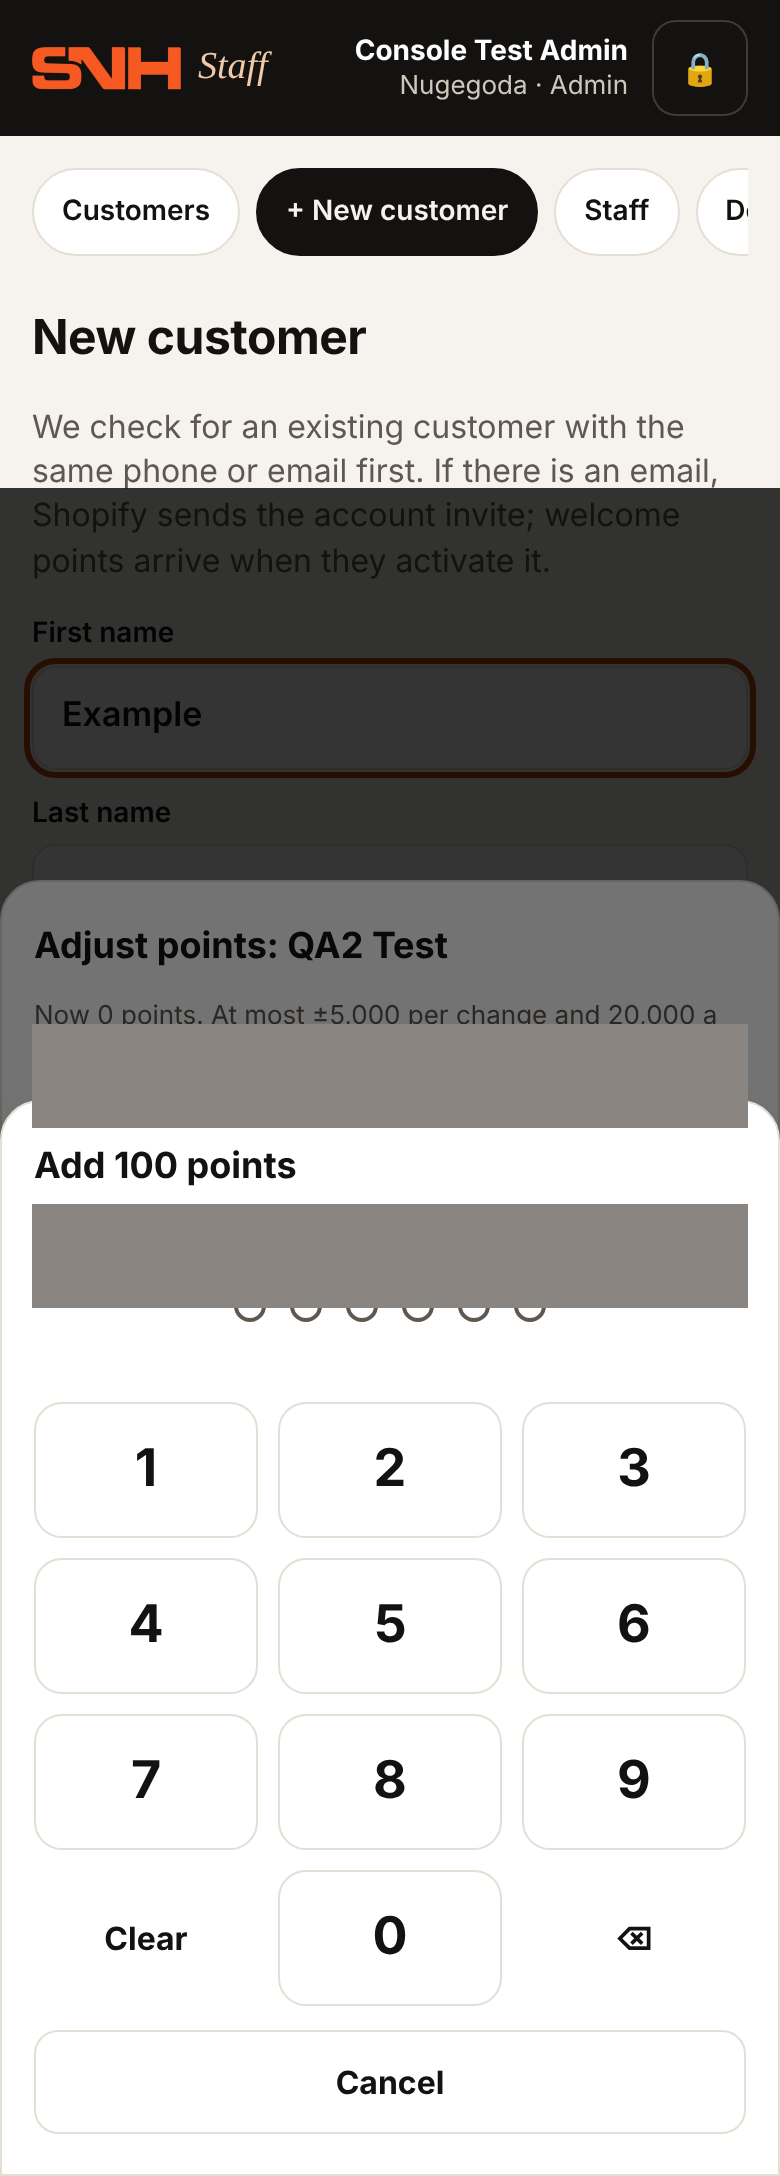 SNH Staff
Console Test Admin
Nugegoda · Admin
Customers
+ New customer
Staff
New customer
We check for an existing customer with the
same phone or email first. If there is an email,
Shopify sends the account invite; welcome
points arrive when they activate it.
First name
Example
Last name
Adjust points: QA2 Test
Now 0 points. At most ±5,000 per change and 20,000 a
Add 100 points
1
2
3
4
5
6
7
8
9
Clear
0
Cancel